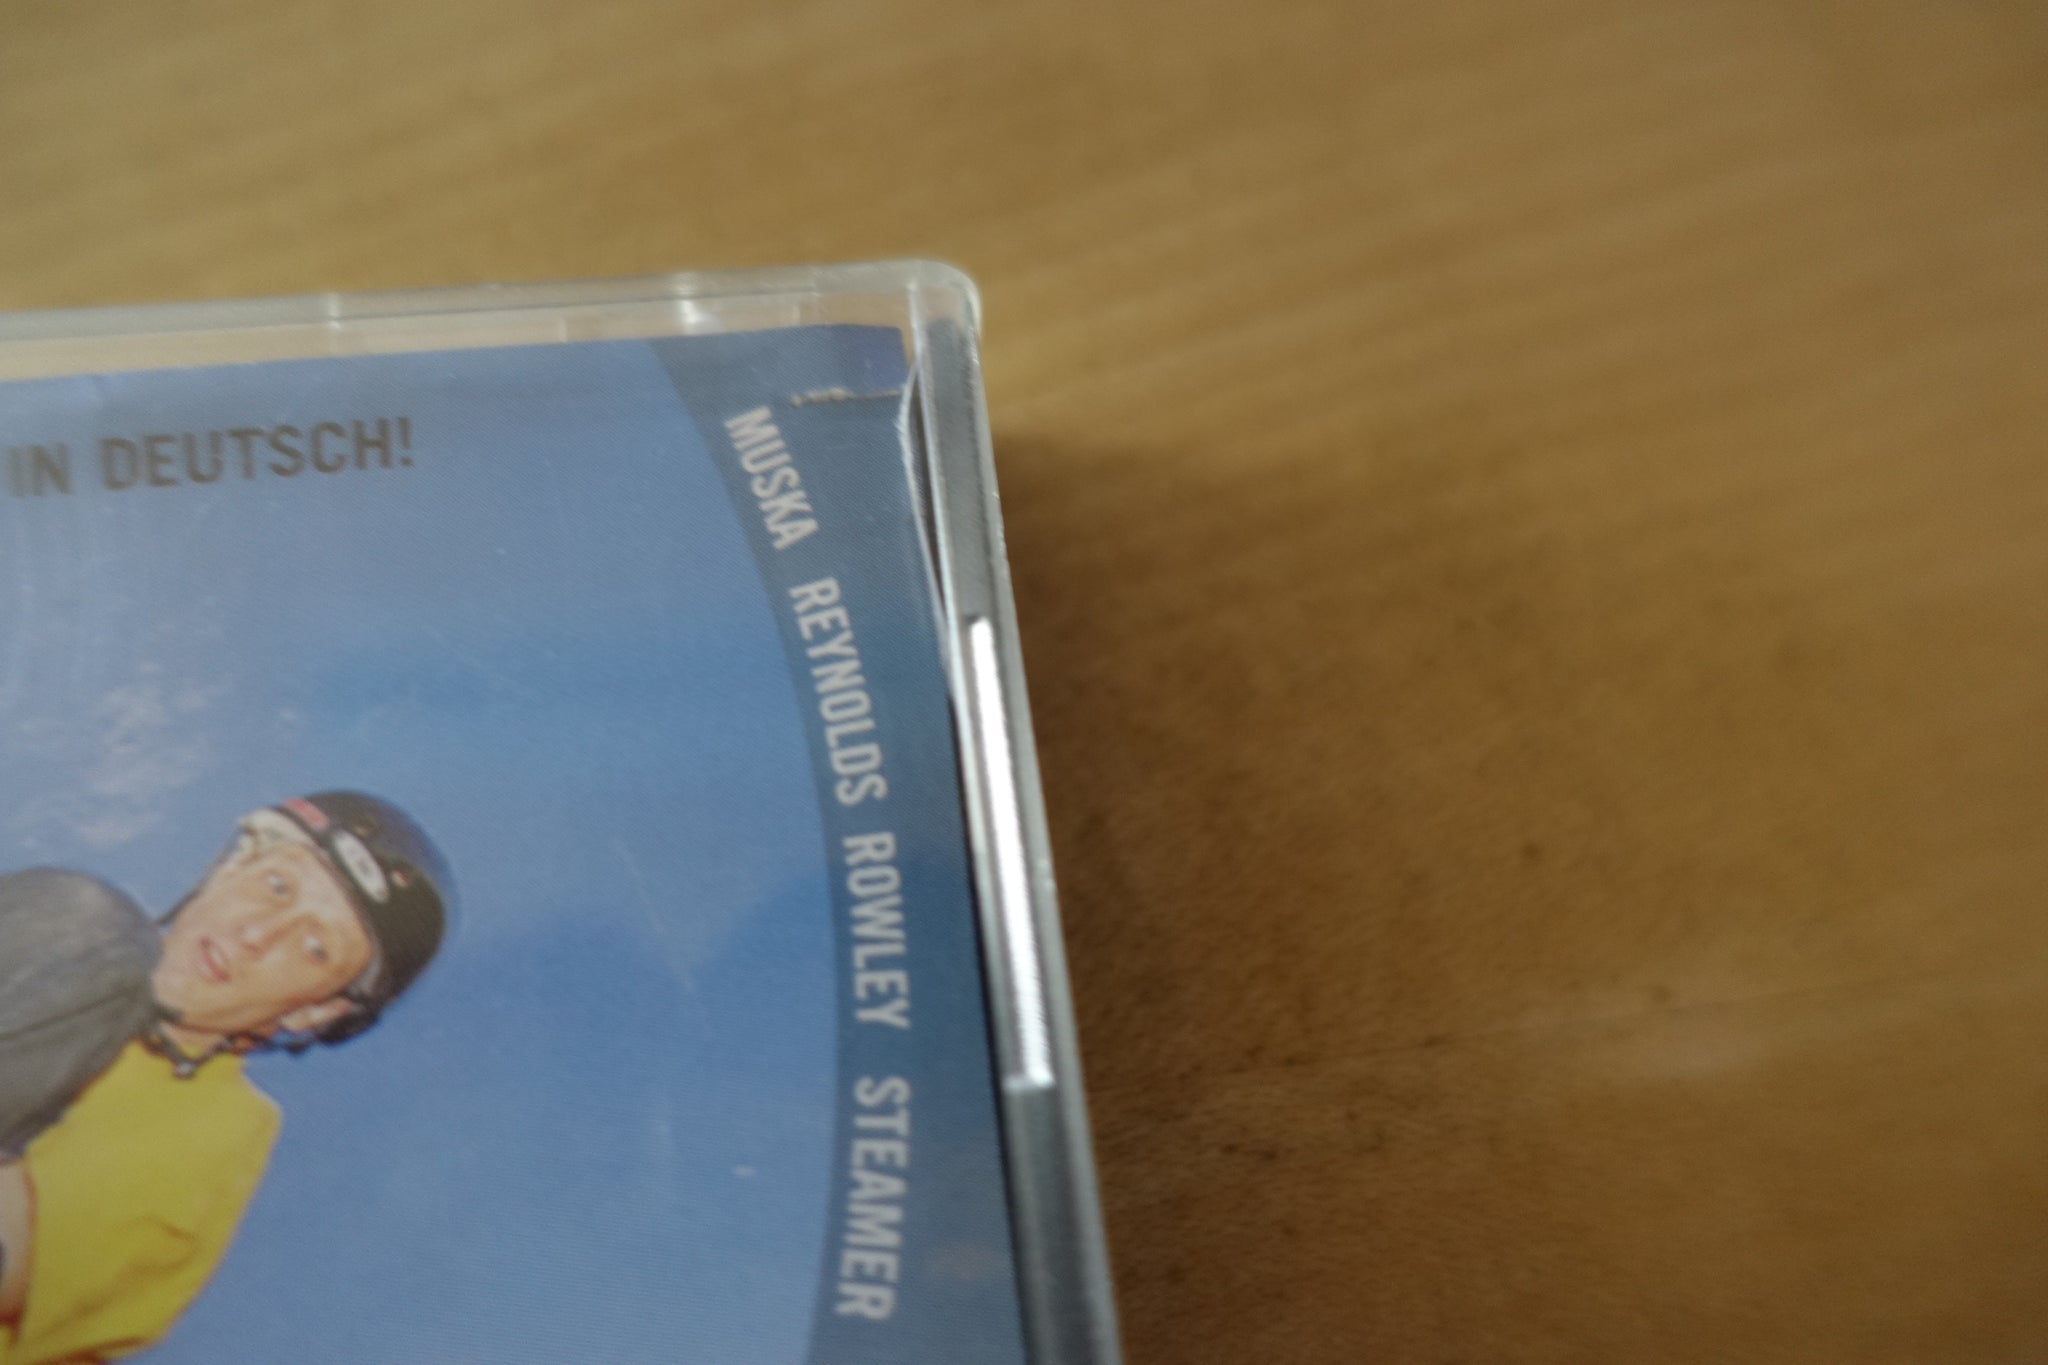 IN DEUTSCH!
MUSKA REYNOLDS ROWLEY STEAMER